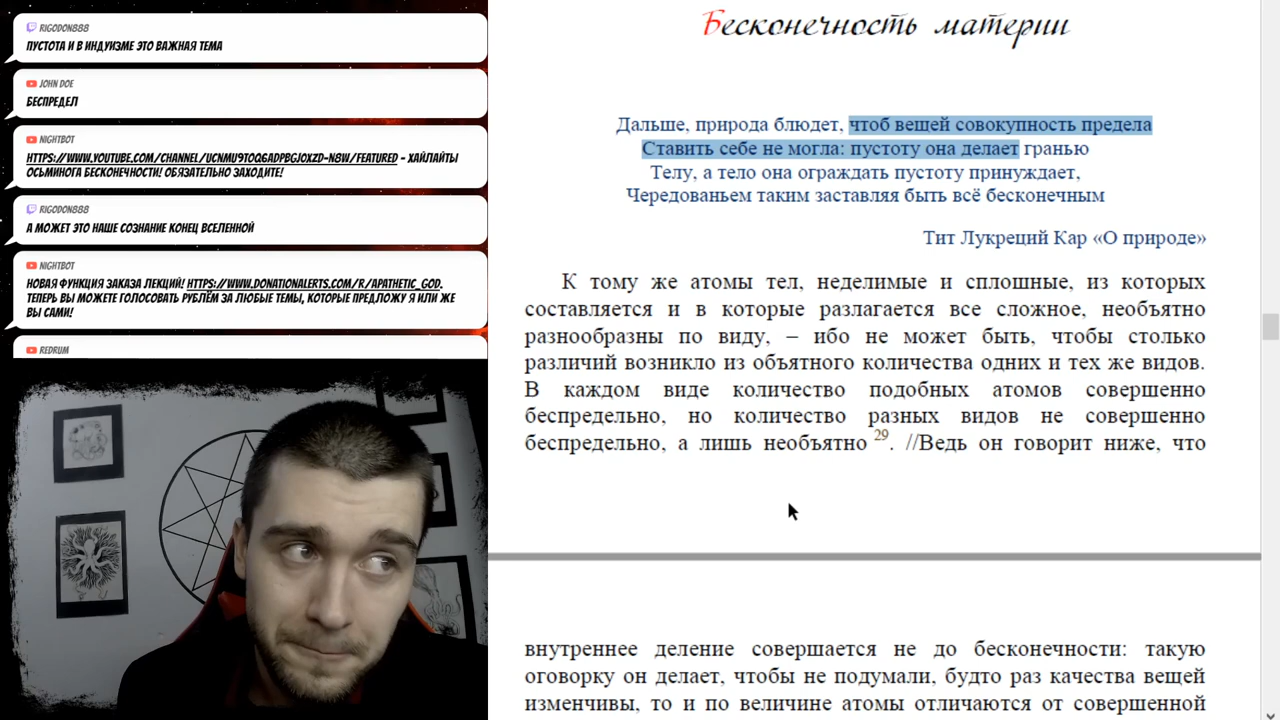 RIGODON888
ПУСТОТА И В ИНДУИЗМЕ ЭТО ВАЖНАЯ ТЕМА
JOHN DOE
БЕСПРЕДЕЛ
NIGHTBOT
HTTPS://WWW.YOUTUBE.COM/CHANNEL/UCNMU9TOQ6ADPBGJOXZD-N8W/FEATURED - ХАЙЛАЙТЫ
ОСЬМИНОГА БЕСКОНЕЧНОСТИ! ОБЯЗАТЕЛЬНО ЗАХОДИТЕ!
RIGODON888
А МОЖЕТ ЭТО НАШЕ СОЗНАНИЕ КОНЕЦ ВСЕЛЕННОЙ
NIGHTBOT
НОВАЯ ФУНКЦИЯ ЗАКАЗА ЛЕКЦИЙ! HTTPS://WWW.DONATIONALERTS.COM/R/APATHETIC_GOD.
ТЕПЕРЬ ВЫ МОЖЕТЕ ГОЛОСОВАТЬ РУБЛЁМ ЗА ЛЮБЫЕ ТЕМЫ, КОТОРЫЕ ПРЕДЛОЖУ Я ИЛИ ЖЕ
ВЫ САМИ!
REDRUM
Бесконечность материи
Дальше, природа блюдет, чтоб вещей совокупность предела
Ставить себе не могла: пустоту она делает гранью
Телу, а тело она ограждать пустоту принуждает,
Чередованьем таким заставляя быть всё бесконечным
Тит Лукреций Кар «О природе»
К тому же атомы тел, неделимые и сплошные, из которых
составляется и в которые разлагается все сложное, необъятно
разнообразны по виду, – ибо не может быть, чтобы столько
различий возникло из объятного количества одних и тех же видов.
В каждом виде количество подобных атомов совершенно
беспредельно, но количество разных видов не совершенно
беспредельно, а лишь необъятно 29. //Ведь он говорит ниже, что
внутреннее деление совершается не до бесконечности: такую
оговорку он делает, чтобы не подумали, будто раз качества вещей
изменчивы, то и по величине атомы отличаются от совершенной